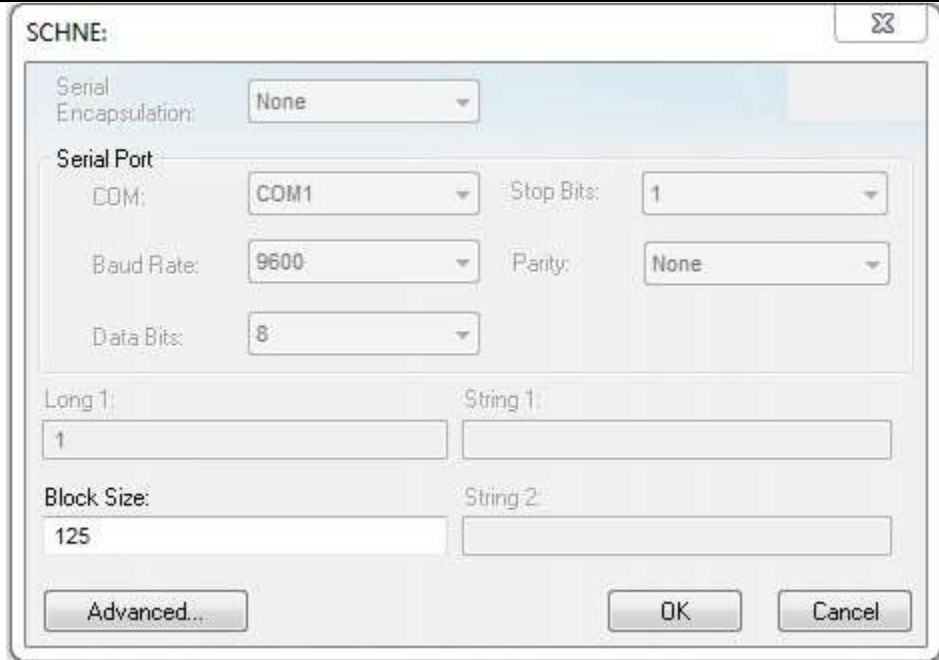 SCHNE:
Serial
Encapsulation:
None
Serial Port
COM:
COM1
Stop Bits:
1
Baud Rate:
9600
Parity:
None
Data Bits:
8
Long 1:
String 1:
1
Block Size:
String 2:
125
Advanced...
OK
Cancel